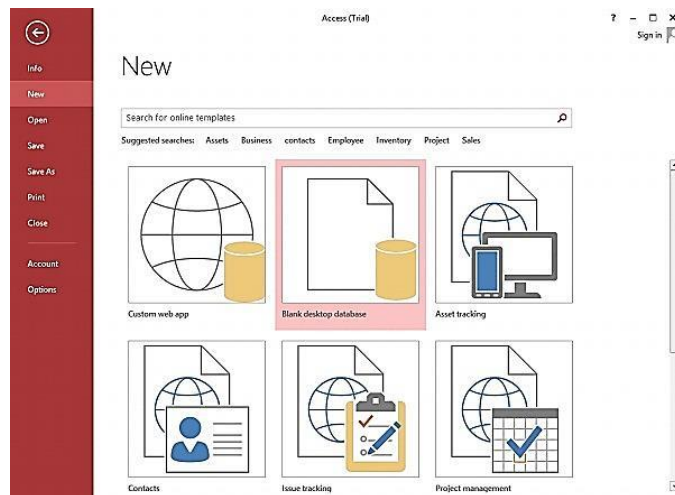 Access (Trial)
? – □ ×
Sign in
Info
New
Open
Save
Save As
Print
Close
Account
Options
New
Search for online templates
Suggested searches: Assets Business contacts Employee Inventory Project Sales
Custom web app Blank desktop database Asset tracking
Contacts Issue tracking Project management